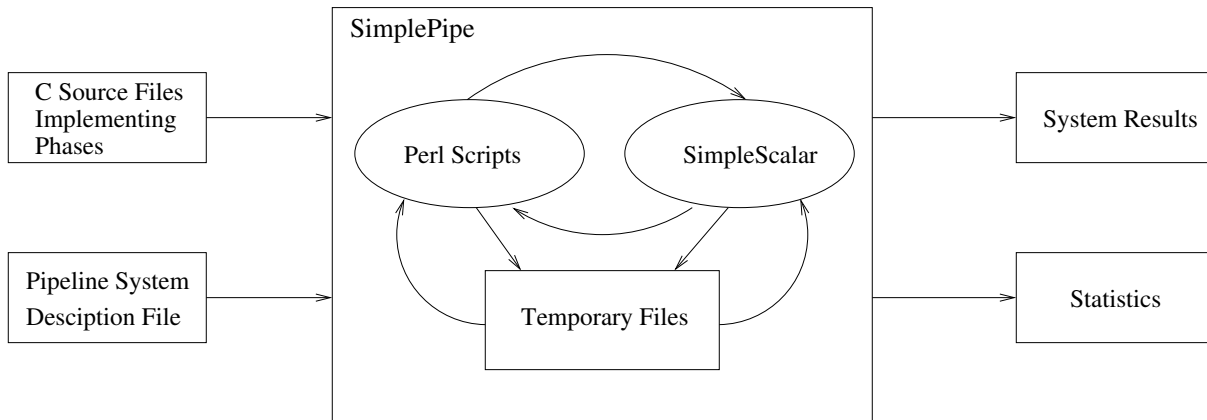 SimplePipe
C Source Files
Implementing
Phases
Perl Scripts
SimpleScalar
System Results
Pipeline System
Desciption File
Temporary Files
Statistics